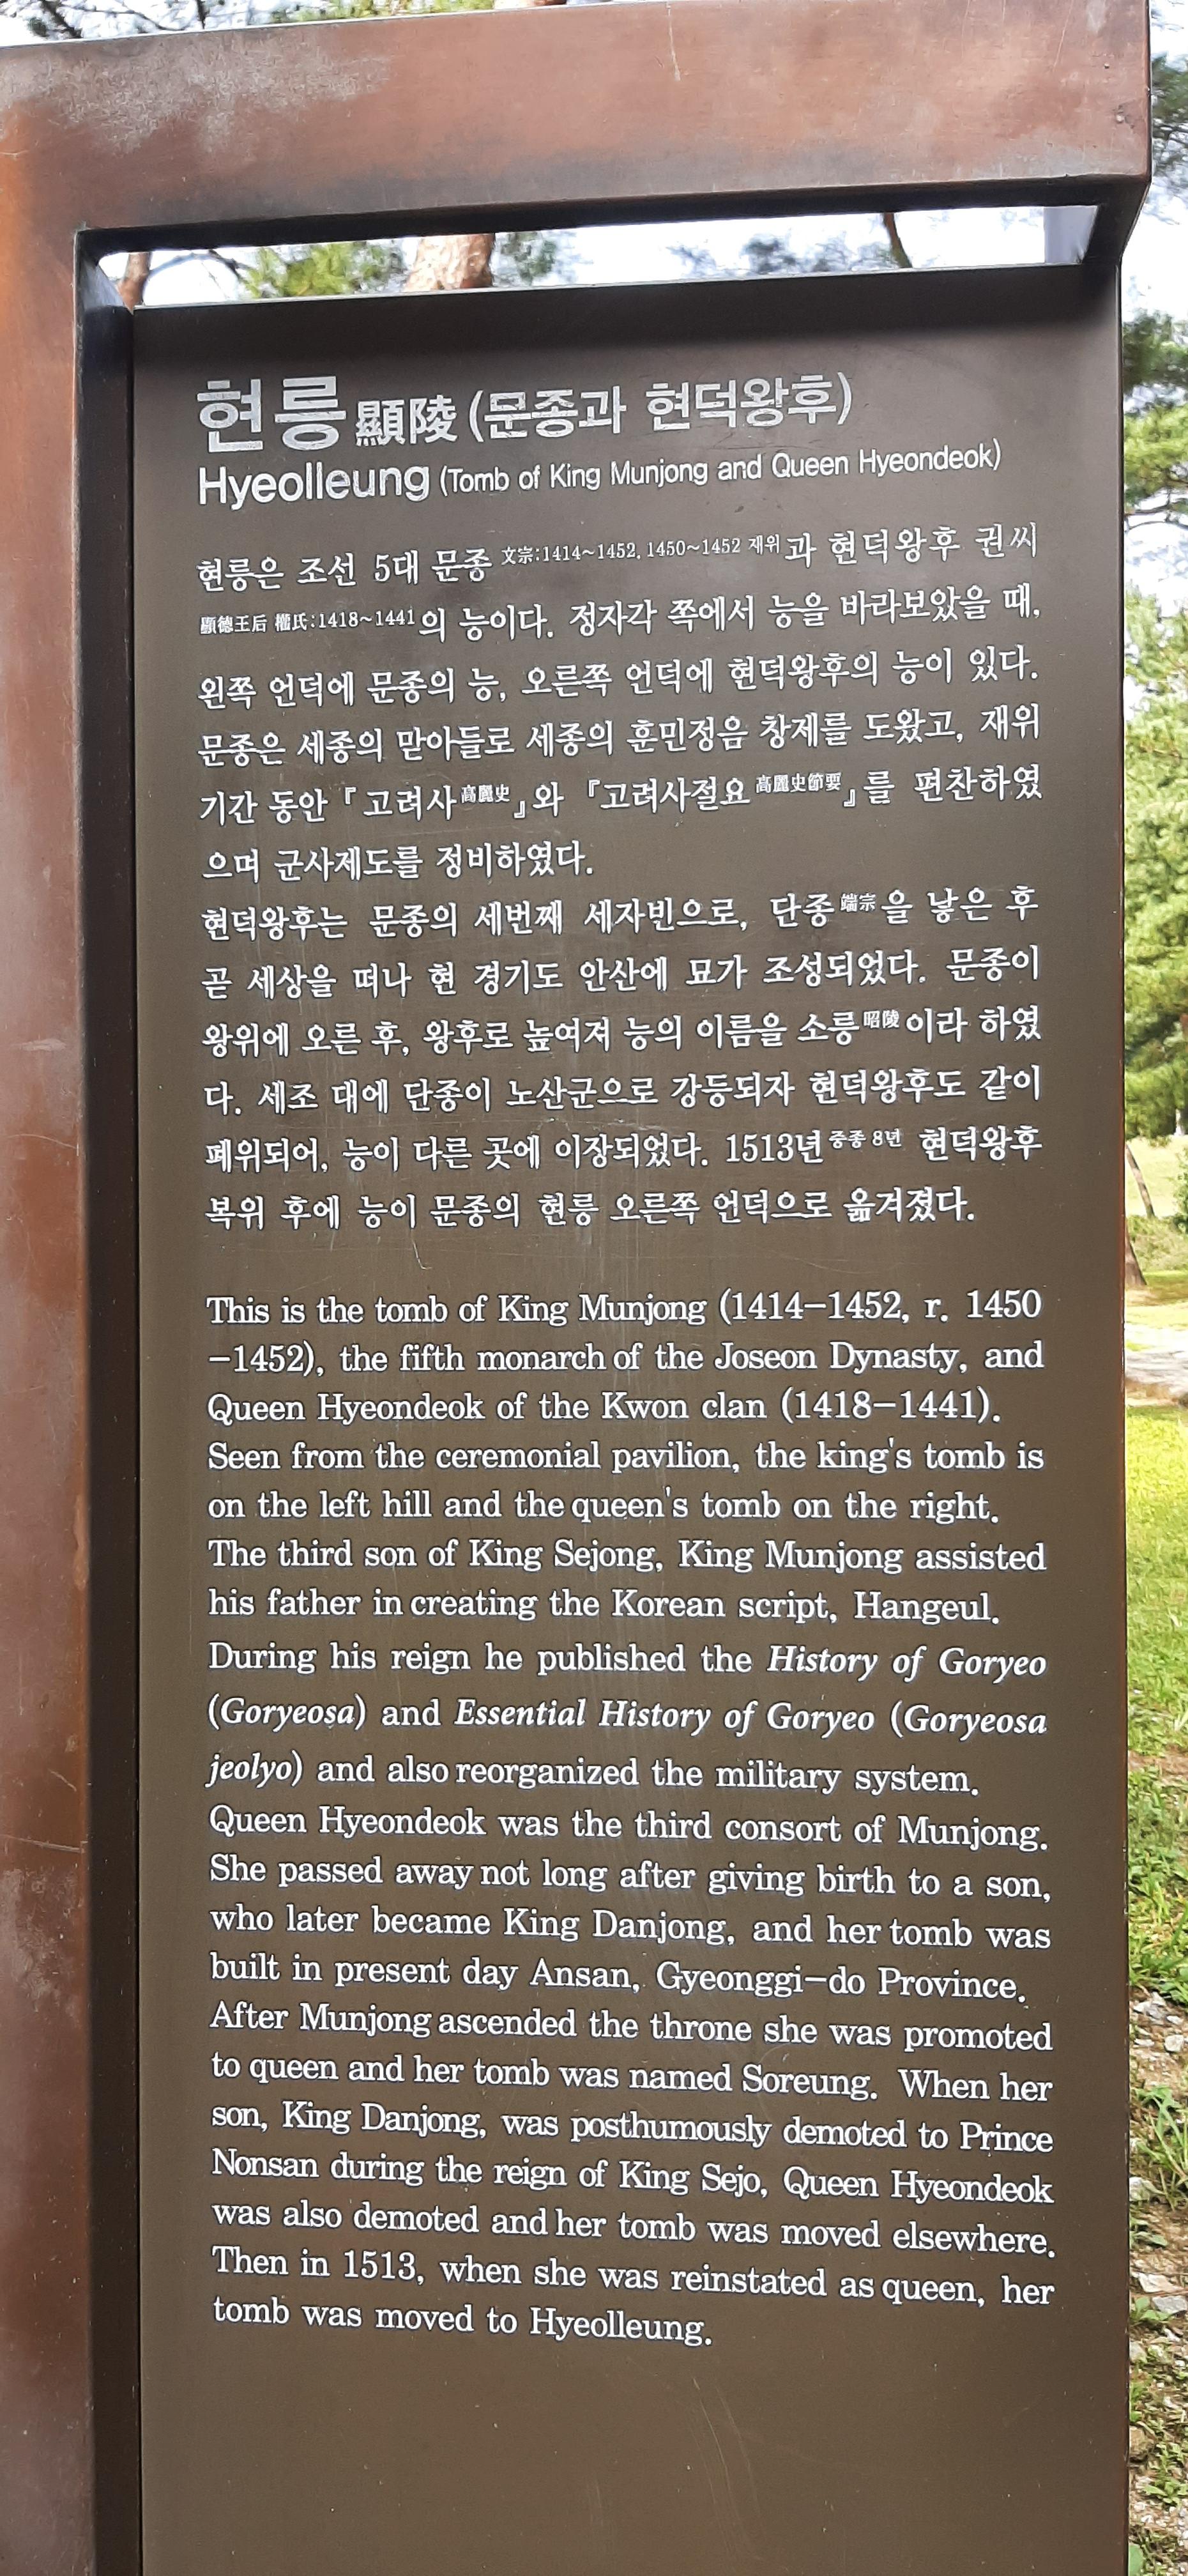 현릉 顯陵 (문종과 현덕왕후)
Hyeolleung (Tomb of King Munjong and Queen Hyeondeok)
현릉은 조선 5대 문종 文宗:1414~1452, 1450~1452 재위과 현덕왕후 권씨
顯德王后 權氏:1418~1441의 능이다. 정자각 쪽에서 능을 바라보았을 때,
왼쪽 언덕에 문종의 능, 오른쪽 언덕에 현덕왕후의 능이 있다.
문종은 세종의 맏아들로 세종의 훈민정음 창제를 도왔고, 재위
기간 동안 『고려사高麗史』와 『고려사절요高麗史節要』를 편찬하였
으며 군사제도를 정비하였다.
현덕왕후는 문종의 세번째 세자빈으로, 단종端宗을 낳은 후
곧 세상을 떠나 현 경기도 안산에 묘가 조성되었다. 문종이
왕위에 오른 후, 왕후로 높여져 능의 이름을 소릉昭陵이라 하였
다. 세조 대에 단종이 노산군으로 강등되자 현덕왕후도 같이
폐위되어, 능이 다른 곳에 이장되었다. 1513년중종 8년 현덕왕후
복위 후에 능이 문종의 현릉 오른쪽 언덕으로 옮겨졌다.
This is the tomb of King Munjong (1414-1452, r. 1450
-1452), the fifth monarch of the Joseon Dynasty, and
Queen Hyeondeok of the Kwon clan (1418-1441).
Seen from the ceremonial pavilion, the king's tomb is
on the left hill and the queen's tomb on the right.
The third son of King Sejong, King Munjong assisted
his father in creating the Korean script, Hangeul.
During his reign he published the History of Goryeo
(Goryeosa) and Essential History of Goryeo (Goryeosa
jeolyo) and also reorganized the military system.
Queen Hyeondeok was the third consort of Munjong.
She passed away not long after giving birth to a son,
who later became King Danjong, and her tomb was
built in present day Ansan, Gyeonggi-do Province.
After Munjong ascended the throne she was promoted
to queen and her tomb was named Soreung. When her
son, King Danjong, was posthumously demoted to Prince
Nonsan during the reign of King Sejo, Queen Hyeondeok
was also demoted and her tomb was moved elsewhere.
Then in 1513, when she was reinstated as queen, her
tomb was moved to Hyeolleung.